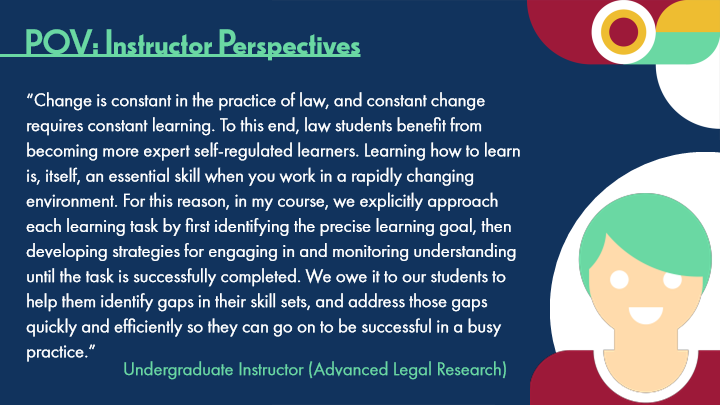 POV: Instructor Perspectives
“Change is constant in the practice of law, and constant change
requires constant learning. To this end, law students benefit from
becoming more expert self-regulated learners. Learning how to learn
is, itself, an essential skill when you work in a rapidly changing
environment. For this reason, in my course, we explicitly approach
each learning task by first identifying the precise learning goal, then
developing strategies for engaging in and monitoring understanding
until the task is successfully completed. We owe it to our students to
help them identify gaps in their skill sets, and address those gaps
quickly and efficiently so they can go on to be successful in a busy
practice.”
Undergraduate Instructor (Advanced Legal Research)